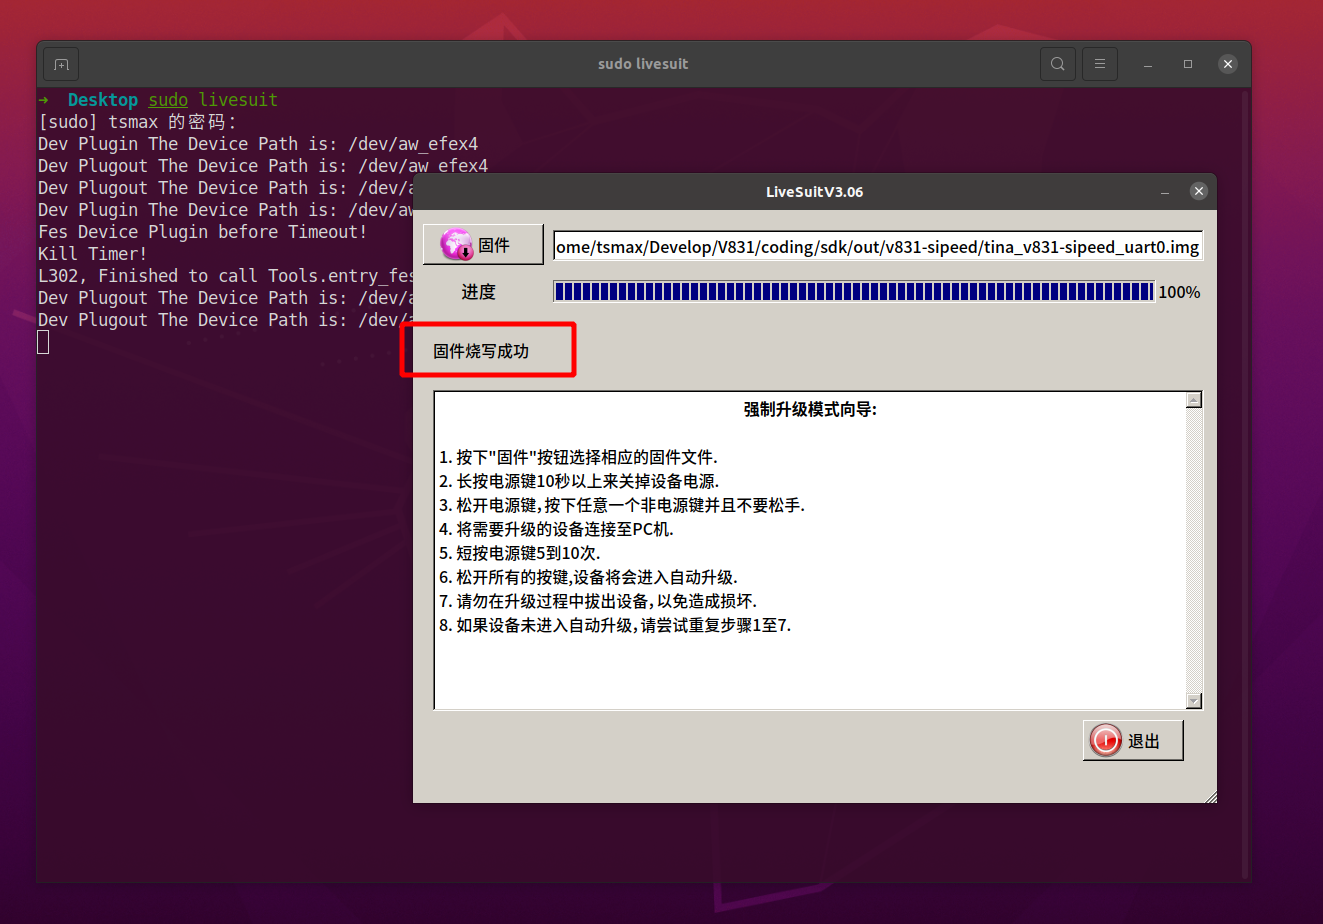 sudo livesuit
➜ Desktop sudo livesuit
[sudo] tsmax 的密码：
Dev Plugin The Device Path is: /dev/aw_efex4
Dev Plugout The Device Path is: /dev/aw_efex4
Dev Plugout The Device Path is: /dev/a
Dev Plugin The Device Path is: /dev/aw
Fes Device Plugin before Timeout!
Kill Timer!
L302, Finished to call Tools.entry_fes
Dev Plugout The Device Path is: /dev/a
Dev Plugout The Device Path is: /dev/a
LiveSuitV3.06
固件
ome/tsmax/Develop/V831/coding/sdk/out/v831-sipeed/tina_v831-sipeed_uart0.img
进度
100%
固件烧写成功
强制升级模式向导:
1. 按下"固件"按钮选择相应的固件文件.
2. 长按电源键10秒以上来关掉设备电源.
3. 松开电源键,按下任意一个非电源键并且不要松手.
4. 将需要升级的设备连接至PC机.
5. 短按电源键5到10次.
6. 松开所有的按键,设备将会进入自动升级.
7. 请勿在升级过程中拔出设备,以免造成损坏.
8. 如果设备未进入自动升级,请尝试重复步骤1至7.
退出